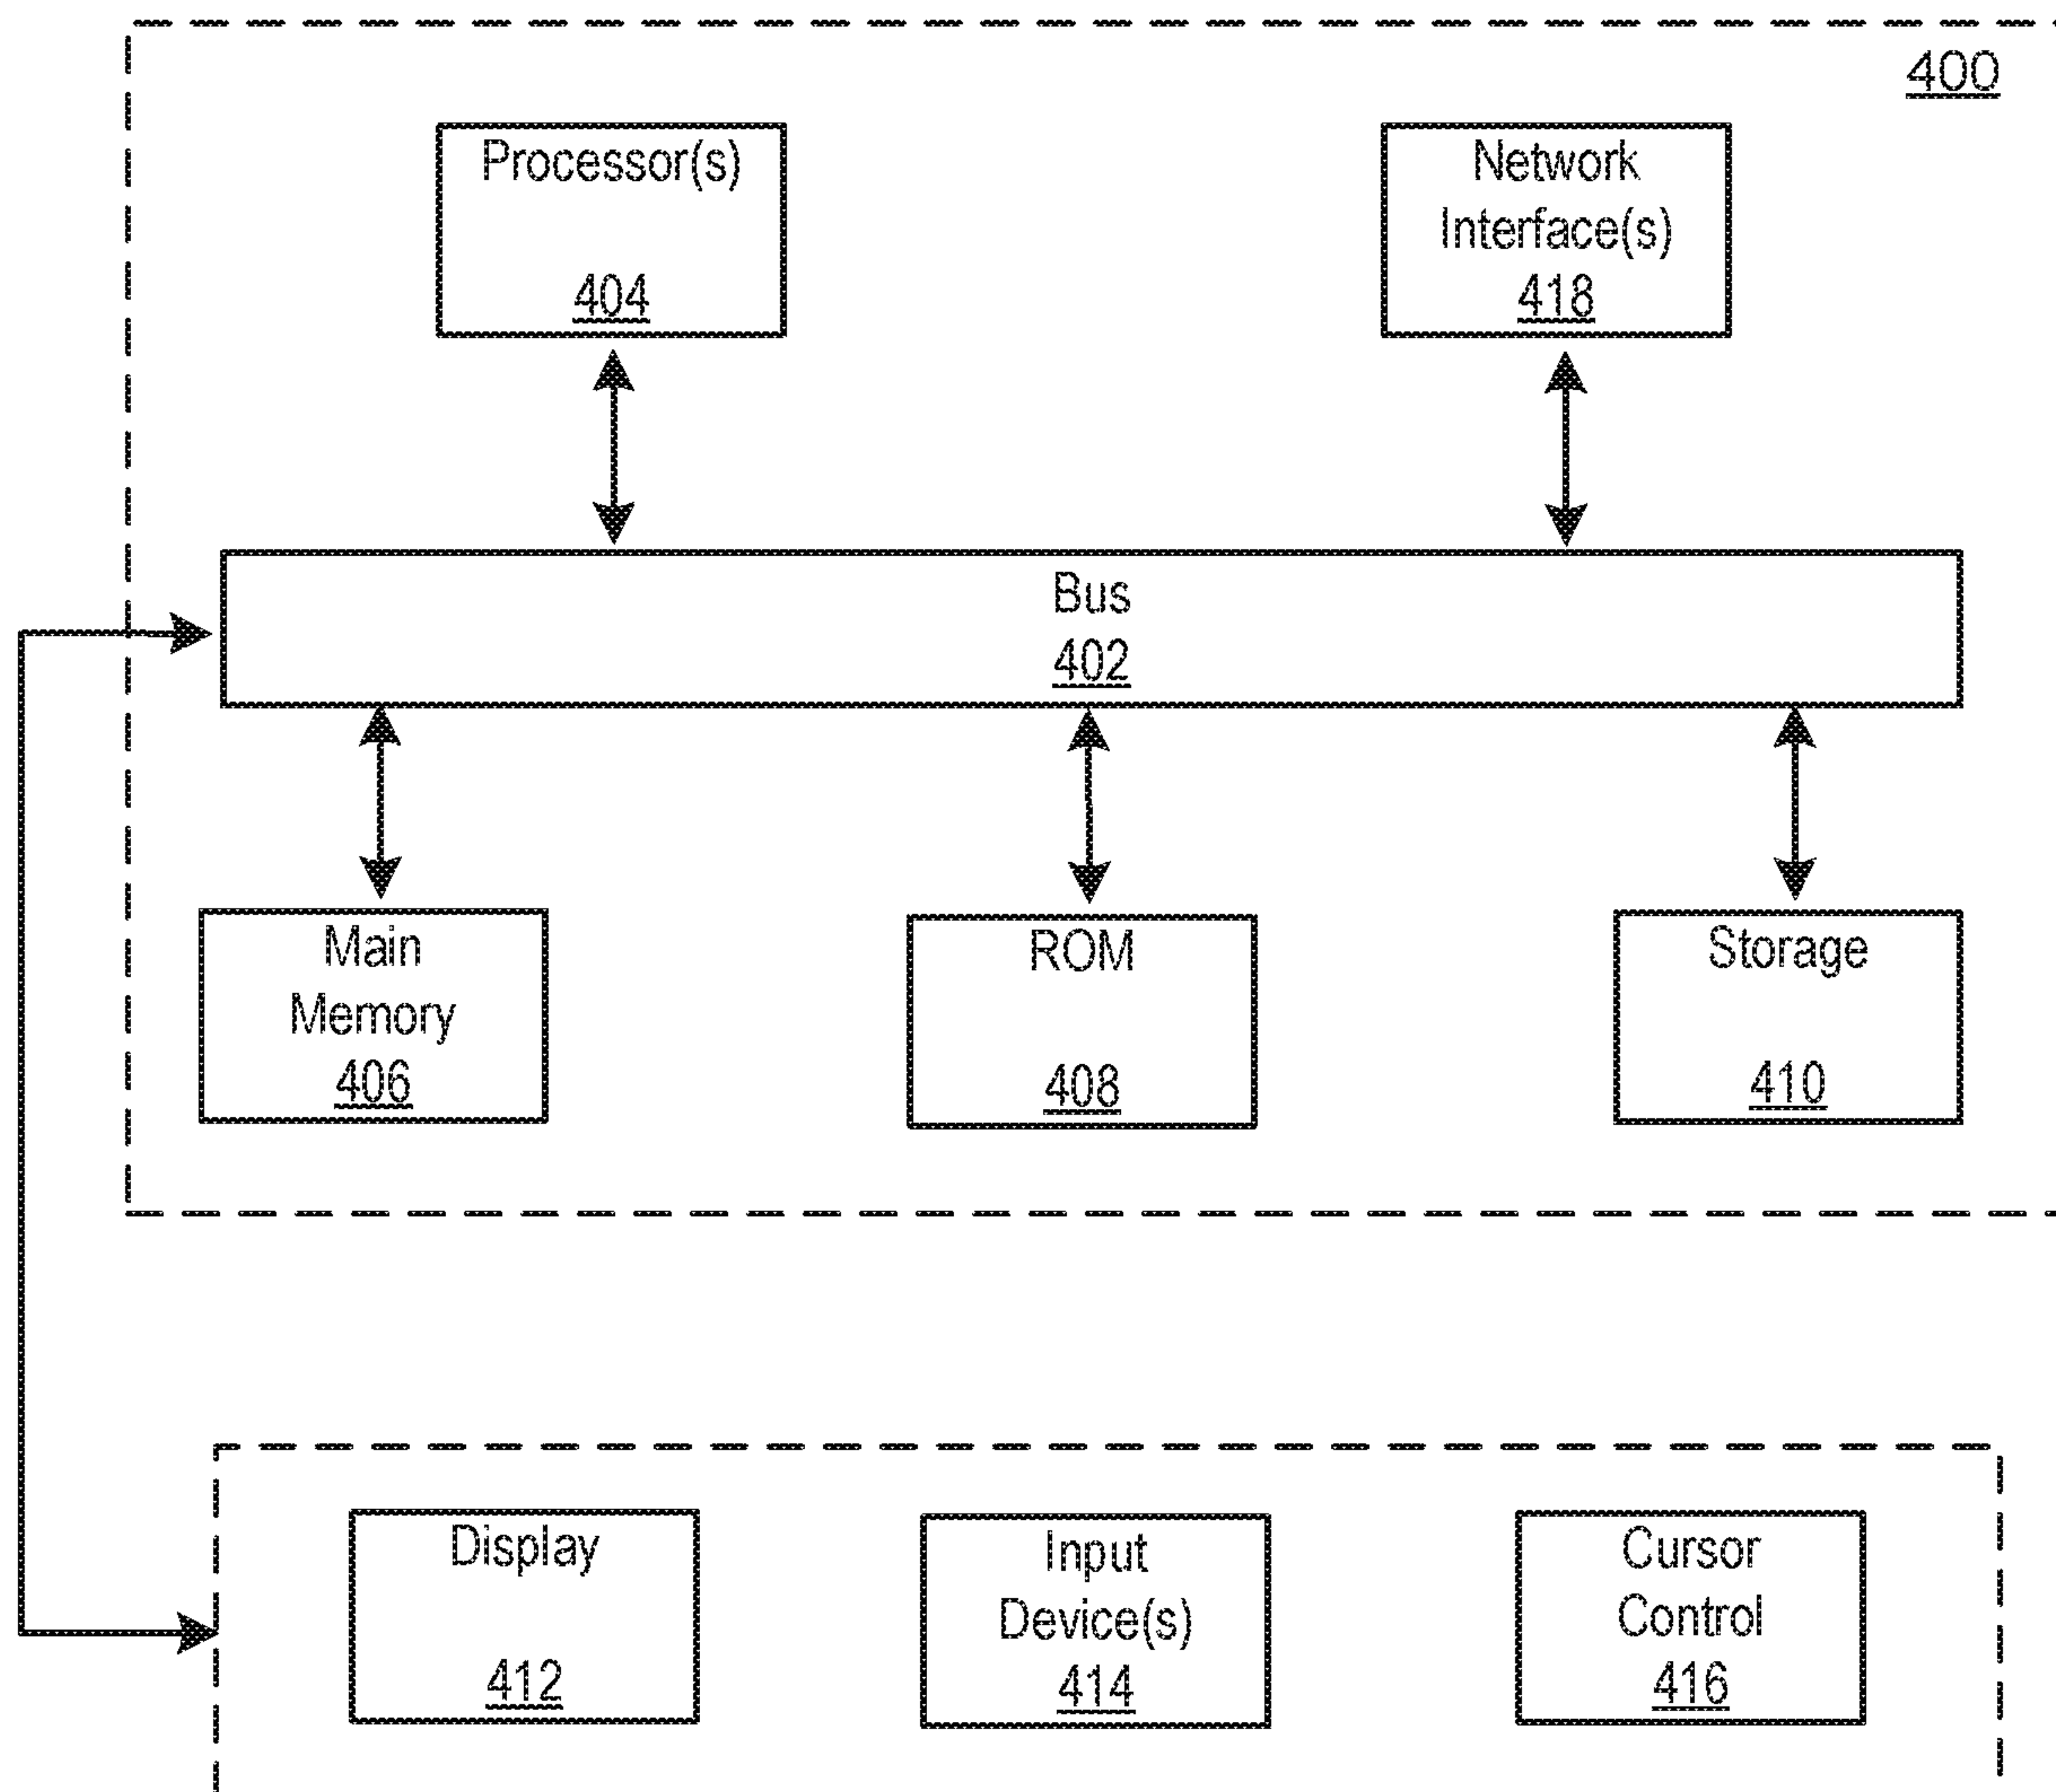 400
Processor(s)
404
Network
Interface(s)
418
Bus
402
Main
Memory
406
ROM
408
Storage
410
Display
412
Input
Device(s)
414
Cursor
Control
416